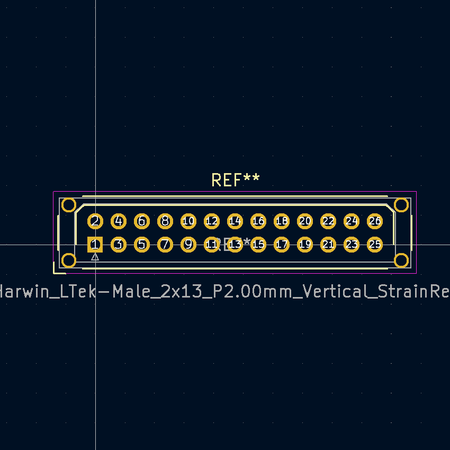 REF**
2 4 6 8 10 12 14 16 18 20 22 24 26
1 3 5 7 9 11 13 15 17 19 21 23 25
REF**
Harwin_LTek-Male_2x13_P2.00mm_Vertical_StrainRe